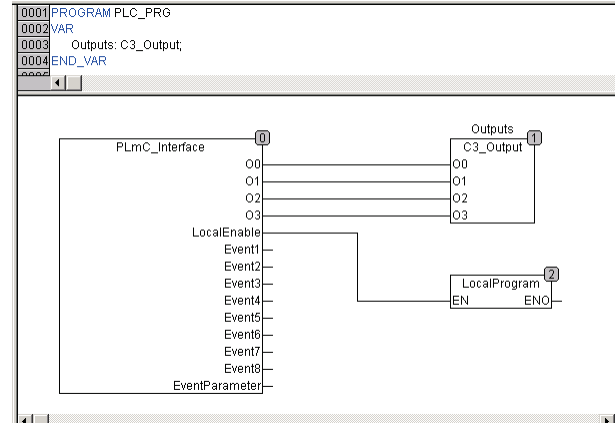 0001 PROGRAM PLC_PRG
0002 VAR
0003 Outputs: C3_Output;
0004 END_VAR
0
PLmC_Interface
O0
O1
O2
O3
LocalEnable
Event1
Event2
Event3
Event4
Event5
Event6
Event7
Event8
EventParameter
Outputs
1
C3_Output
O0
O1
O2
O3
2
LocalProgram
EN ENO